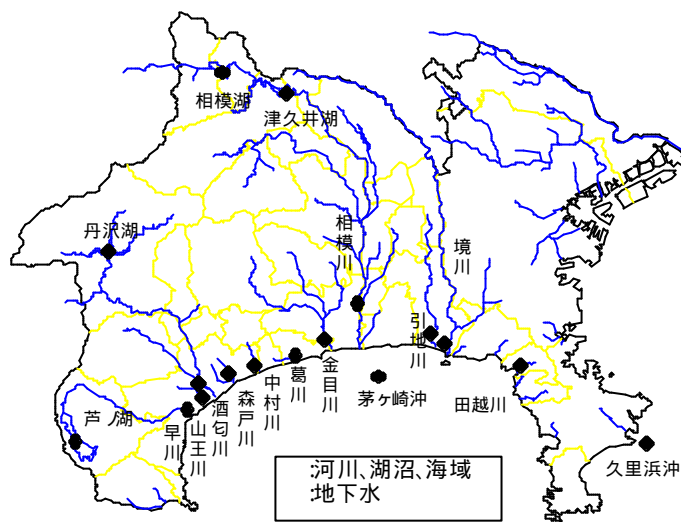 相模湖
津久井湖
丹沢湖
相模川
境川
引地川
芦ノ湖
早川
山王川
酒匂川
森戸川
中村川
葛川
金目川
茅ヶ崎沖
田越川
久里浜沖
:河川、湖沼、海域
:地下水